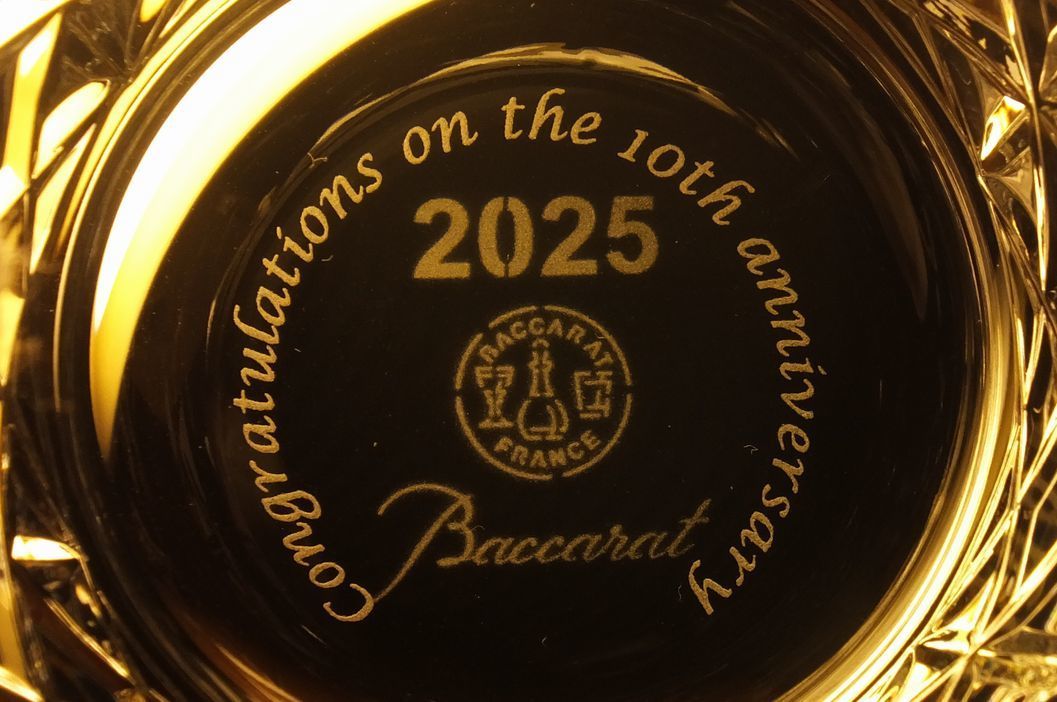 Congratulations on the 10th anniversary
2025
BACCARAT
FRANCE
Baccarat